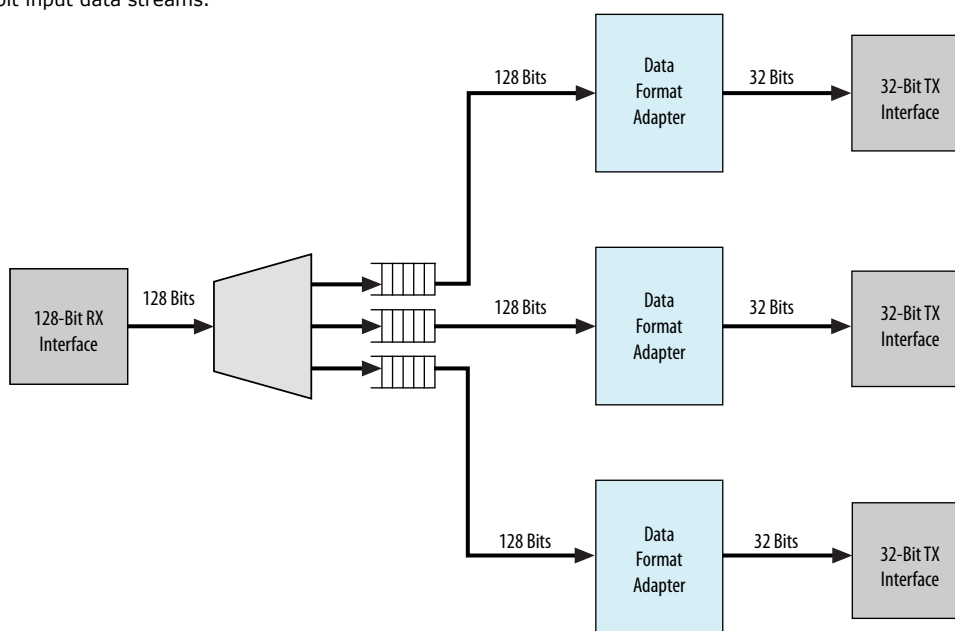 bit input data streams.
128 Bits
Data
Format
Adapter
32 Bits
32-Bit TX
Interface
128-Bit RX
Interface
128 Bits
128 Bits
Data
Format
Adapter
32 Bits
32-Bit TX
Interface
128 Bits
Data
Format
Adapter
32 Bits
32-Bit TX
Interface